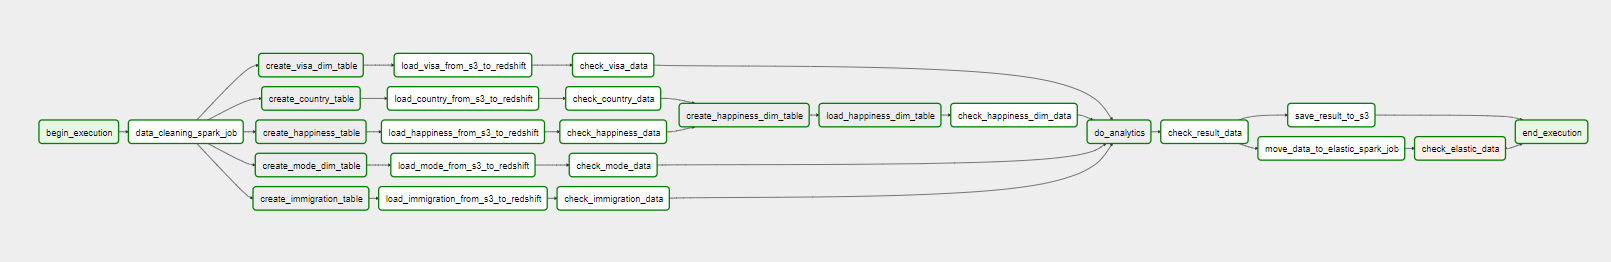 begin_execution
data_cleaning_spark_job
create_visa_dim_table
load_visa_from_s3_to_redshift
check_visa_data
create_country_table
load_country_from_s3_to_redshift
check_country_data
create_happiness_table
load_happiness_from_s3_to_redshift
check_happiness_data
create_mode_dim_table
load_mode_from_s3_to_redshift
check_mode_data
create_immigration_table
load_immigration_from_s3_to_redshift
check_immigration_data
create_happiness_dim_table
load_happiness_dim_table
check_happiness_dim_data
do_analytics
check_result_data
save_result_to_s3
move_data_to_elastic_spark_job
check_elastic_data
end_execution